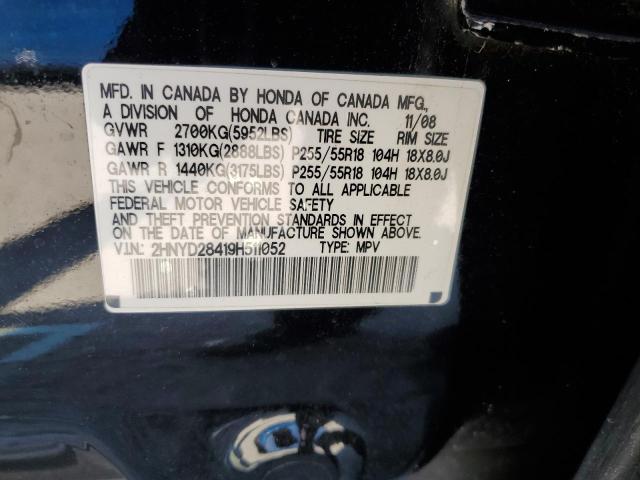 MFD. IN CANADA BY HONDA OF CANADA MFG.,
A DIVISION OF HONDA CANADA INC. 11/08
GVWR 2700KG(5952LBS) TIRE SIZE RIM SIZE
GAWR F 1310KG(2888LBS) P255/55R18 104H 18X8.0J
GAWR R 1440KG(3175LBS) P255/55R18 104H 18X8.0J
THIS VEHICLE CONFORMS TO ALL APPLICABLE
FEDERAL MOTOR VEHICLE SAFETY
AND THEFT PREVENTION STANDARDS IN EFFECT
ON THE DATE OF MANUFACTURE SHOWN ABOVE.
V.I.N.: 2HNYD28419H511052 TYPE: MPV